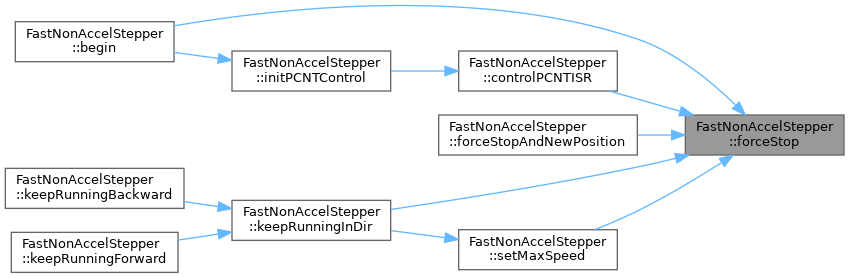 FastNonAccelStepper
::begin
FastNonAccelStepper
::initPCNTControl
FastNonAccelStepper
::controlPCNTISR
FastNonAccelStepper
::forceStop
FastNonAccelStepper
::forceStopAndNewPosition
FastNonAccelStepper
::keepRunningBackward
FastNonAccelStepper
::keepRunningInDir
FastNonAccelStepper
::keepRunningForward
FastNonAccelStepper
::setMaxSpeed